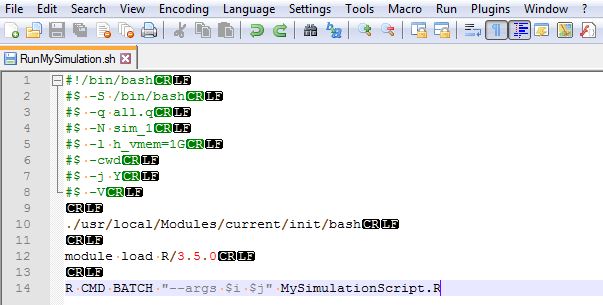 File Edit Search View Encoding Language Settings Tools Macro Run Plugins Window ?
RunMySimulation.sh
1 #!/bin/bashCRLF
2 #$ -S /bin/bashCRLF
3 #$ -q all.qCRLF
4 #$ -N sim_1CRLF
5 #$ -l h_vmem=1GCRLF
6 #$ -cwdCRLF
7 #$ -j YCRLF
8 #$ -VCRLF
9 CRLF
10 ./usr/local/Modules/current/init/bashCRLF
11 CRLF
12 module load R/3.5.0CRLF
13 CRLF
14 R CMD BATCH "--args $i $j" MySimulationScript.R